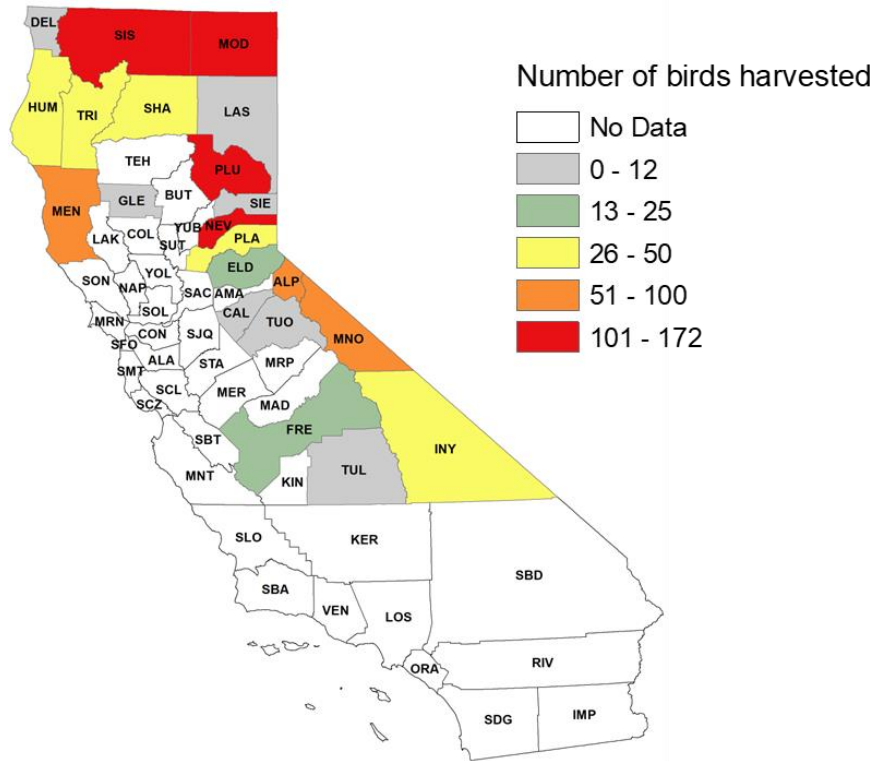 DEL
SIS
MOD
Number of birds harvested
HUM
TRI
SHA
LAS
No Data
0 - 12
13 - 25
26 - 50
51 - 100
101 - 172
TEH
PLU
MEN
GLE
BUT
SIE
LAK
COL
SUT
YUB
NEV
PLA
SON
NAP
YOL
ELD
SAC
AMA
ALP
MRN
SOL
CAL
TUO
MNO
SFO
CON
SJQ
SMT
ALA
STA
MRP
SCL
MER
MAD
SCZ
SBT
FRE
INY
MNT
KIN
TUL
SLO
KER
SBD
SBA
VEN
LOS
ORA
RIV
SDG
IMP